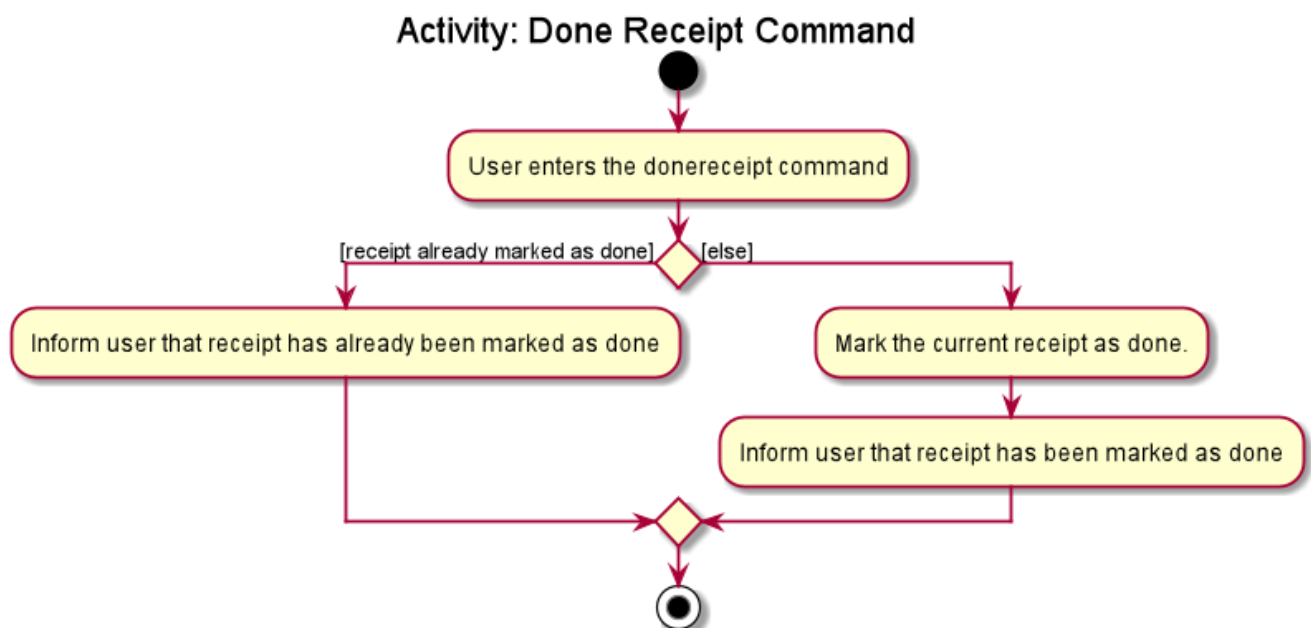 Activity: Done Receipt Command
User enters the donereceipt command
[receipt already marked as done]
[else]
Inform user that receipt has already been marked as done
Mark the current receipt as done.
Inform user that receipt has been marked as done